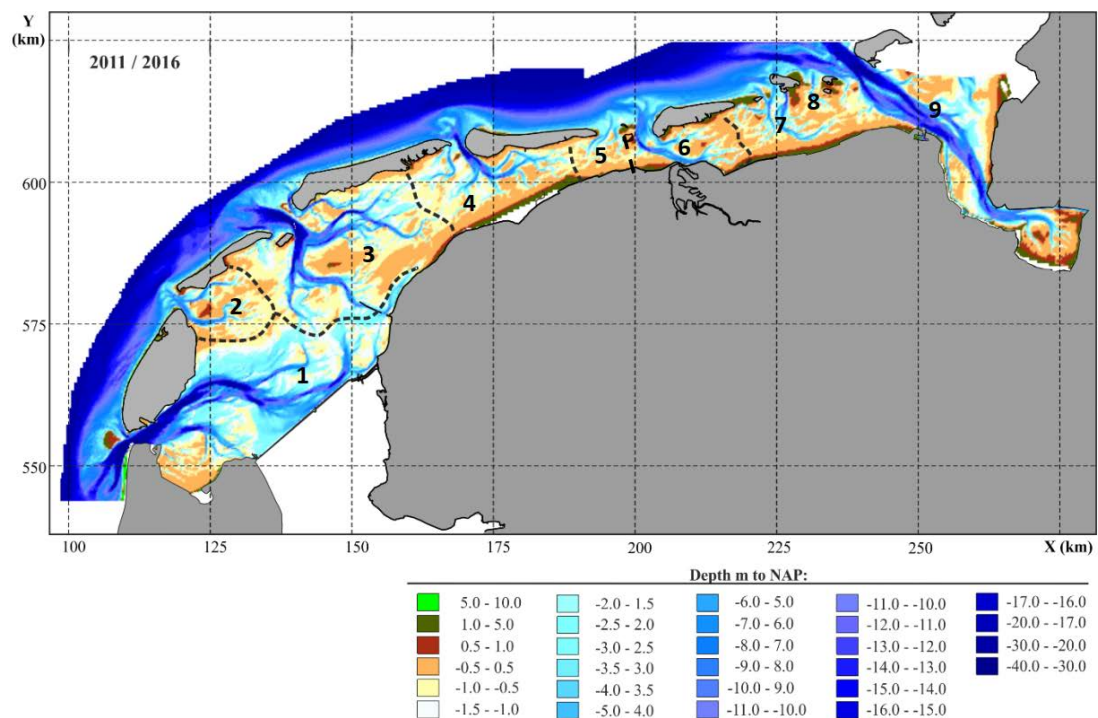 Y
(km)
2011 / 2016
600
575
550
1
2
3
4
5
P
6
7
8
9
100
125
150
175
200
225
250
X (km)
Depth m to NAP:
5.0 - 10.0
1.0 - 5.0
0.5 - 1.0
-0.5 - 0.5
-1.0 - -0.5
-1.5 - -1.0
-2.0 - 1.5
-2.5 - 2.0
-3.0 - 2.5
-3.5 - 3.0
-4.0 - 3.5
-5.0 - 4.0
-6.0 - 5.0
-7.0 - 6.0
-8.0 - 7.0
-9.0 - 8.0
-10.0 - 9.0
-11.0 - -10.0
-11.0 - -10.0
-12.0 - -11.0
-13.0 - -12.0
-14.0 - -13.0
-15.0 - -14.0
-16.0 - -15.0
-17.0 - -16.0
-20.0 - -17.0
-30.0 - -20.0
-40.0 - -30.0